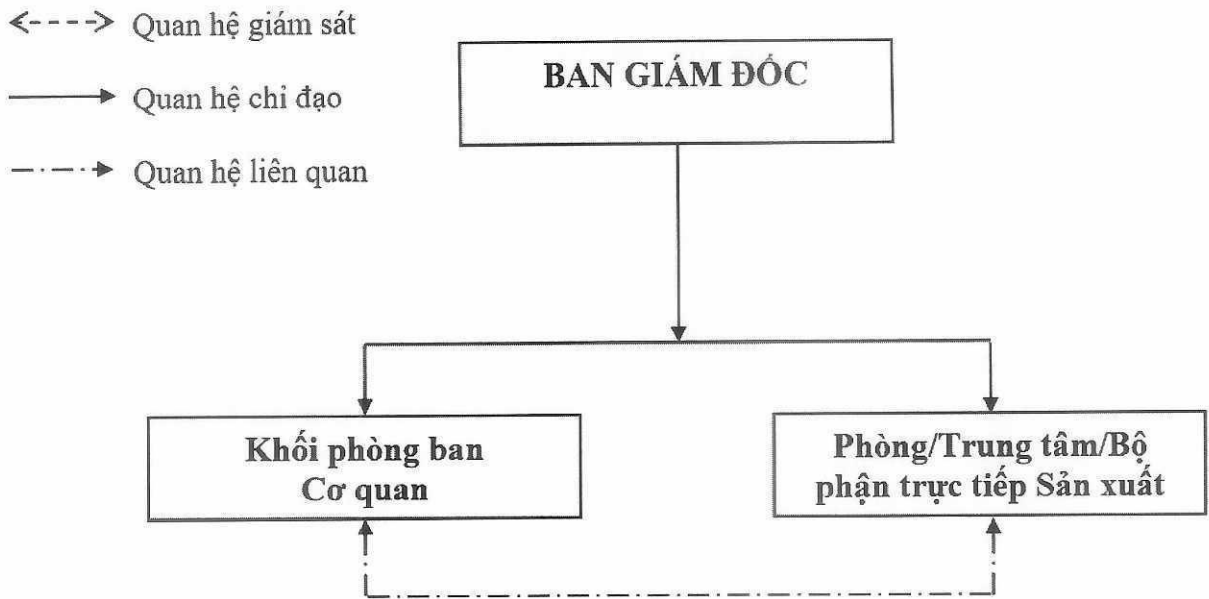 Quan hệ giám sát
Quan hệ chỉ đạo
Quan hệ liên quan
BAN GIÁM ĐỐC
Khối phòng ban
Cơ quan
Phòng/Trung tâm/Bộ
phận trực tiếp Sản xuất